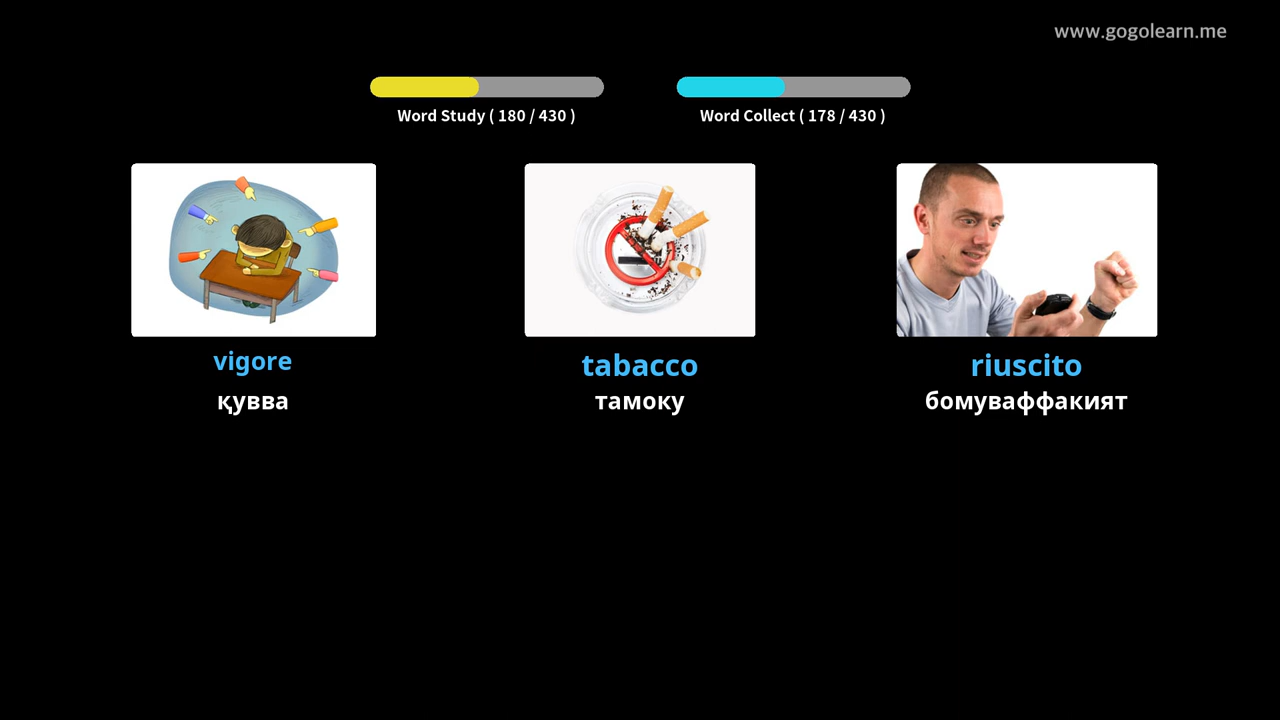 www.gogolearn.me
Word Study ( 180 / 430 )
Word Collect ( 178 / 430 )
vigore
қувва
tabacco
тамоку
riuscito
бомуваффакият